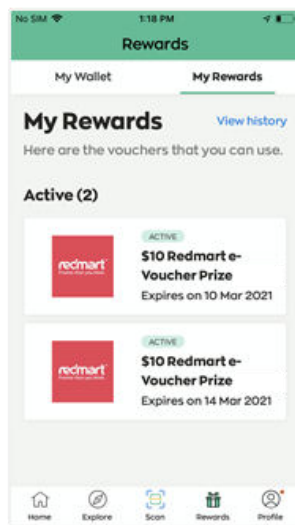 No SIM 1:18 PM
Rewards
My Wallet My Rewards
My Rewards View history
Here are the vouchers that you can use.
Active (2)
ACTIVE
redmart
$10 Redmart e-
Voucher Prize
Expires on 10 Mar 2021
ACTIVE
redmart
$10 Redmart e-
Voucher Prize
Expires on 14 Mar 2021
Home Explore Scan Rewards Profile